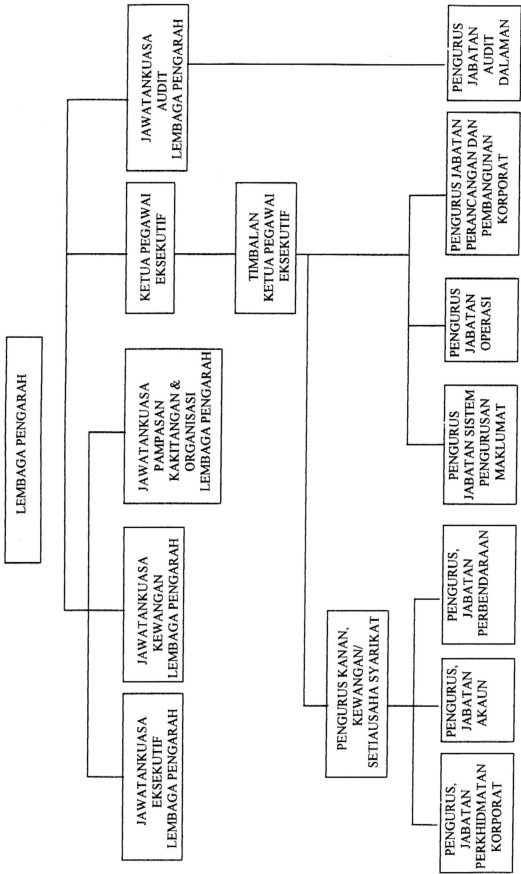 LEMBAGA PENGARAH
JAWATANKUASA
EKSEKUTIF
LEMBAGA PENGARAH
JAWATANKUASA
KEWANGAN
LEMBAGA PENGARAH
JAWATANKUASA
PAMPASAN
KAKITANGAN &
ORGANISASI
LEMBAGA PENGARAH
KETUA PEGAWAI
EKSEKUTIF
JAWATANKUASA
AUDIT
LEMBAGA PENGARAH
TIMBALAN
KETUA PEGAWAI
EKSEKUTIF
PENGURUS KANAN,
KEWANGAN/
SETIAUSAHA SYARIKAT
PENGURUS,
JABATAN
PERKHIDMATAN
KORPORAT
PENGURUS,
JABATAN
AKAUN
PENGURUS,
JABATAN
PERBENDARAAN
PENGURUS
JABATAN SISTEM
PENGURUSAN
MAKLUMAT
PENGURUS
JABATAN
OPERASI
PENGURUS JABATAN
PERANCANGAN DAN
PEMBANGUNAN
KORPORAT
PENGURUS
JABATAN
AUDIT
DALAMAN